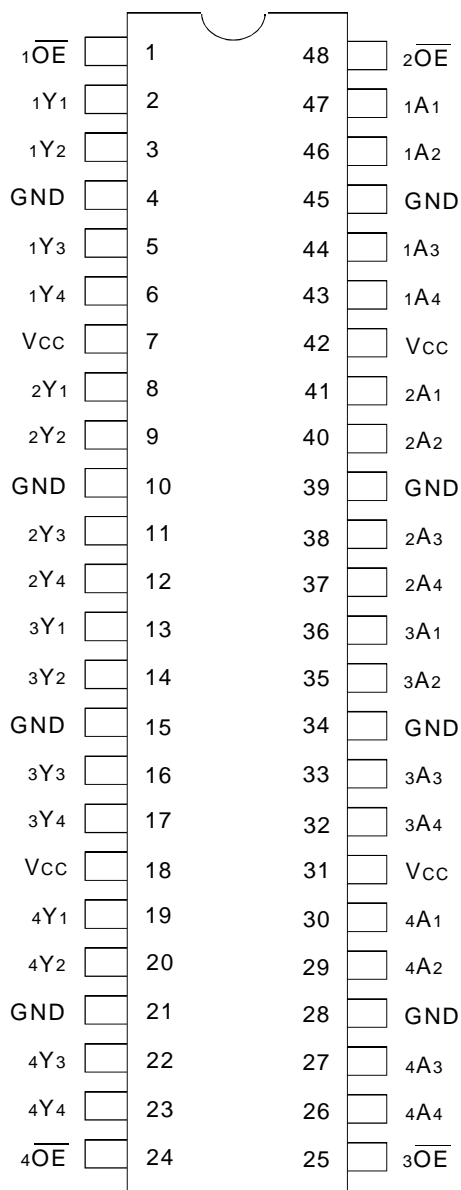 1OE 1 48 2OE
1Y1 2 47 1A1
1Y2 3 46 1A2
GND 4 45 GND
1Y3 5 44 1A3
1Y4 6 43 1A4
Vcc 7 42 Vcc
2Y1 8 41 2A1
2Y2 9 40 2A2
GND 10 39 GND
2Y3 11 38 2A3
2Y4 12 37 2A4
3Y1 13 36 3A1
3Y2 14 35 3A2
GND 15 34 GND
3Y3 16 33 3A3
3Y4 17 32 3A4
Vcc 18 31 Vcc
4Y1 19 30 4A1
4Y2 20 29 4A2
GND 21 28 GND
4Y3 22 27 4A3
4Y4 23 26 4A4
4OE 24 25 3OE